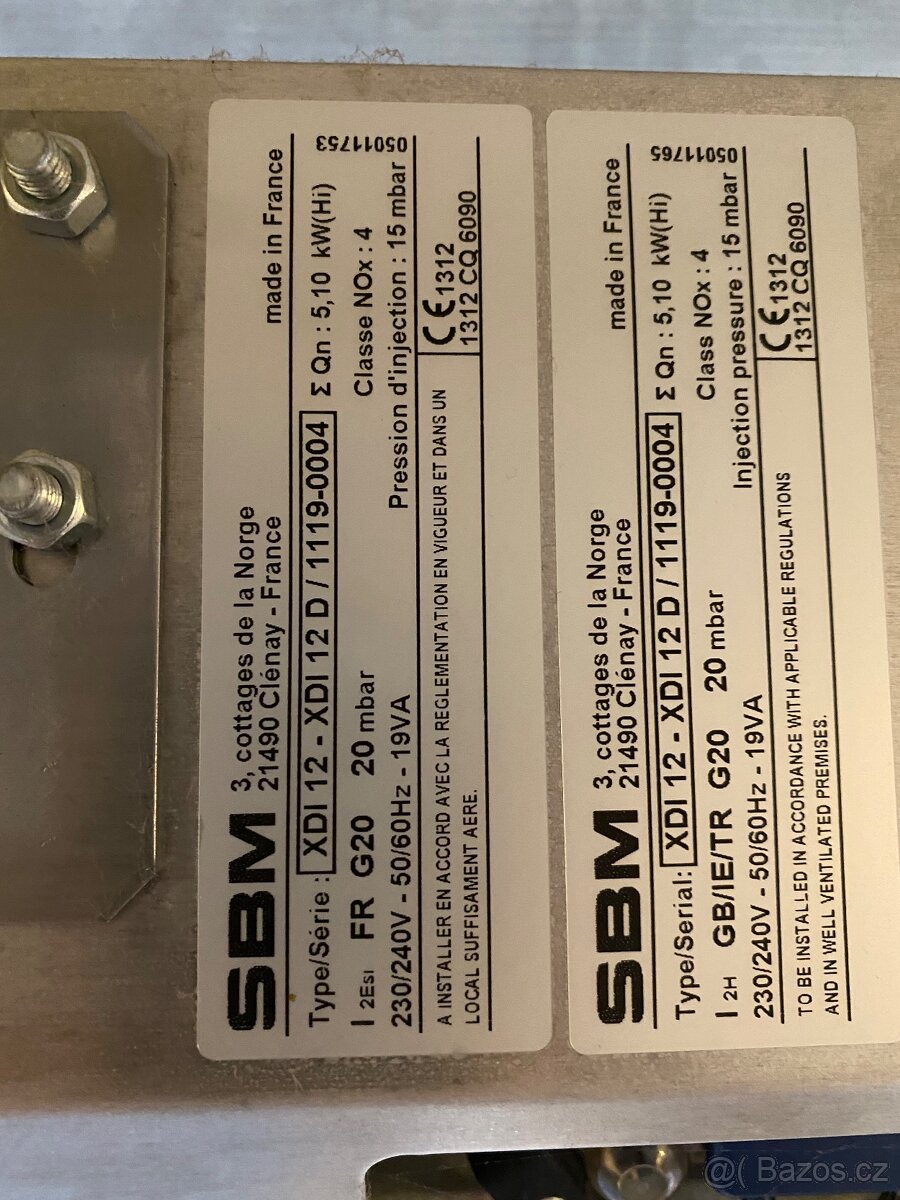 SBM
3, cottages de la Norge
21490 Clénay - France
made in France
Type/Série : XDI 12 - XDI 12 D / 1119-0004 Σ Qn : 5,10 kW(Hi)
05011753
I 2Esi FR G20 20 mbar Classe NOx : 4
230/240V - 50/60Hz - 19VA Pression d'injection : 15 mbar
A INSTALLER EN ACCORD AVEC LA REGLEMENTATION EN VIGUEUR ET DANS UN
LOCAL SUFFISAMENT AERE.
CE 1312
1312 CQ 6090
SBM
3, cottages de la Norge
21490 Clénay - France
made in France
Type/Serial: XDI 12 - XDI 12 D / 1119-0004 Σ Qn : 5,10 kW(Hi)
05011765
I 2H GB/IE/TR G20 20 mbar Class NOx : 4
230/240V - 50/60Hz - 19VA Injection pressure : 15 mbar
TO BE INSTALLED IN ACCORDANCE WITH APPLICABLE REGULATIONS
AND IN WELL VENTILATED PREMISES.
CE 1312
1312 CQ 6090
@( Bazos.cz